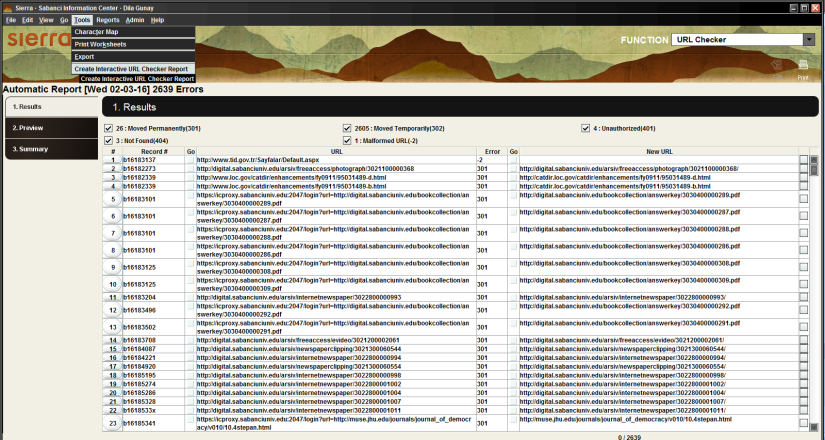 Sierra - Sabanci Information Center - Dila Gunay
File Edit View Go Tools Reports Admin Help
sierra
FUNCTION URL Checker
Character Map
Print Worksheets
Export
Create Interactive URL Checker Report
Create Interactive URL Checker Report
Print
Automatic Report [Wed 02-03-16] 2639 Errors
1. Results
2. Preview
3. Summary
1. Results
26 : Moved Permanently(301) 2605 : Moved Temporarily(302) 4 : Unauthorized(401)
3 : Not Found(404) 1 : Malformed URL(-2)
# Record # Go URL Error Go New URL
1 b16183137 http://www.tid.gov.tr/Sayfalar/Default.aspx -2
2 b16182273 http://digital.sabanciuniv.edu/arsiv/freeaccess/photograph/3021100000368 301 http://digital.sabanciuniv.edu/arsiv/freeaccess/photograph/3021100000368/
3 b16182339 http://www.loc.gov/catdir/enhancements/fy0911/95031489-d.html 301 http://catdir.loc.gov/catdir/enhancements/fy0911/95031489-d.html
4 b16182339 http://www.loc.gov/catdir/enhancements/fy0911/95031489-b.html 301 http://catdir.loc.gov/catdir/enhancements/fy0911/95031489-b.html
5 b16183101 https://icproxy.sabanciuniv.edu:2047/login?url=http://digital.sabanciuniv.edu/bookcollection/an
swerkey/3030400000289.pdf 301 http://digital.sabanciuniv.edu/bookcollection/answerkey/3030400000289.pdf
6 b16183101 https://icproxy.sabanciuniv.edu:2047/login?url=http://digital.sabanciuniv.edu/bookcollection/an
swerkey/3030400000287.pdf 301 http://digital.sabanciuniv.edu/bookcollection/answerkey/3030400000287.pdf
7 b16183101 https://icproxy.sabanciuniv.edu:2047/login?url=http://digital.sabanciuniv.edu/bookcollection/an
swerkey/3030400000288.pdf 301 http://digital.sabanciuniv.edu/bookcollection/answerkey/3030400000288.pdf
8 b16183101 https://icproxy.sabanciuniv.edu:2047/login?url=http://digital.sabanciuniv.edu/bookcollection/an
swerkey/3030400000286.pdf 301 http://digital.sabanciuniv.edu/bookcollection/answerkey/3030400000286.pdf
9 b16183125 https://icproxy.sabanciuniv.edu:2047/login?url=http://digital.sabanciuniv.edu/bookcollection/an
swerkey/3030400000308.pdf 301 http://digital.sabanciuniv.edu/bookcollection/answerkey/3030400000308.pdf
10 b16183125 https://icproxy.sabanciuniv.edu:2047/login?url=http://digital.sabanciuniv.edu/bookcollection/an
swerkey/3030400000309.pdf 301 http://digital.sabanciuniv.edu/bookcollection/answerkey/3030400000309.pdf
11 b16183204 http://digital.sabanciuniv.edu/arsiv/internetnewspaper/3022800000993 301 http://digital.sabanciuniv.edu/arsiv/internetnewspaper/3022800000993/
12 b16183496 https://icproxy.sabanciuniv.edu:2047/login?url=http://digital.sabanciuniv.edu/bookcollection/an
swerkey/3030400000292.pdf 301 http://digital.sabanciuniv.edu/bookcollection/answerkey/3030400000292.pdf
13 b16183502 https://icproxy.sabanciuniv.edu:2047/login?url=http://digital.sabanciuniv.edu/bookcollection/an
swerkey/3030400000291.pdf 301 http://digital.sabanciuniv.edu/bookcollection/answerkey/3030400000291.pdf
14 b16183708 http://digital.sabanciuniv.edu/arsiv/freeaccess/evideo/3021200002061 301 http://digital.sabanciuniv.edu/arsiv/freeaccess/evideo/3021200002061/
15 b16184087 http://digital.sabanciuniv.edu/arsiv/newspaperclipping/3021300060544 301 http://digital.sabanciuniv.edu/arsiv/newspaperclipping/3021300060544/
16 b16184221 http://digital.sabanciuniv.edu/arsiv/internetnewspaper/3022800000994 301 http://digital.sabanciuniv.edu/arsiv/internetnewspaper/3022800000994/
17 b16184920 http://digital.sabanciuniv.edu/arsiv/newspaperclipping/3021300060554 301 http://digital.sabanciuniv.edu/arsiv/newspaperclipping/3021300060554/
18 b16185195 http://digital.sabanciuniv.edu/arsiv/internetnewspaper/3022800000998 301 http://digital.sabanciuniv.edu/arsiv/internetnewspaper/3022800000998/
19 b16185274 http://digital.sabanciuniv.edu/arsiv/internetnewspaper/3022800001002 301 http://digital.sabanciuniv.edu/arsiv/internetnewspaper/3022800001002/
20 b16185286 http://digital.sabanciuniv.edu/arsiv/internetnewspaper/3022800001004 301 http://digital.sabanciuniv.edu/arsiv/internetnewspaper/3022800001004/
21 b16185328 http://digital.sabanciuniv.edu/arsiv/internetnewspaper/3022800001007 301 http://digital.sabanciuniv.edu/arsiv/internetnewspaper/3022800001007/
22 b1618533x http://digital.sabanciuniv.edu/arsiv/internetnewspaper/3022800001011 301 http://digital.sabanciuniv.edu/arsiv/internetnewspaper/3022800001011/
23 b16185341 https://icproxy.sabanciuniv.edu:2047/login?url=http://muse.jhu.edu/journals/journal_of_democr
acy/v010/10.4stepan.html 301 http://muse.jhu.edu/journals/journal_of_democracy/v010/10.4stepan.html
0 / 2639